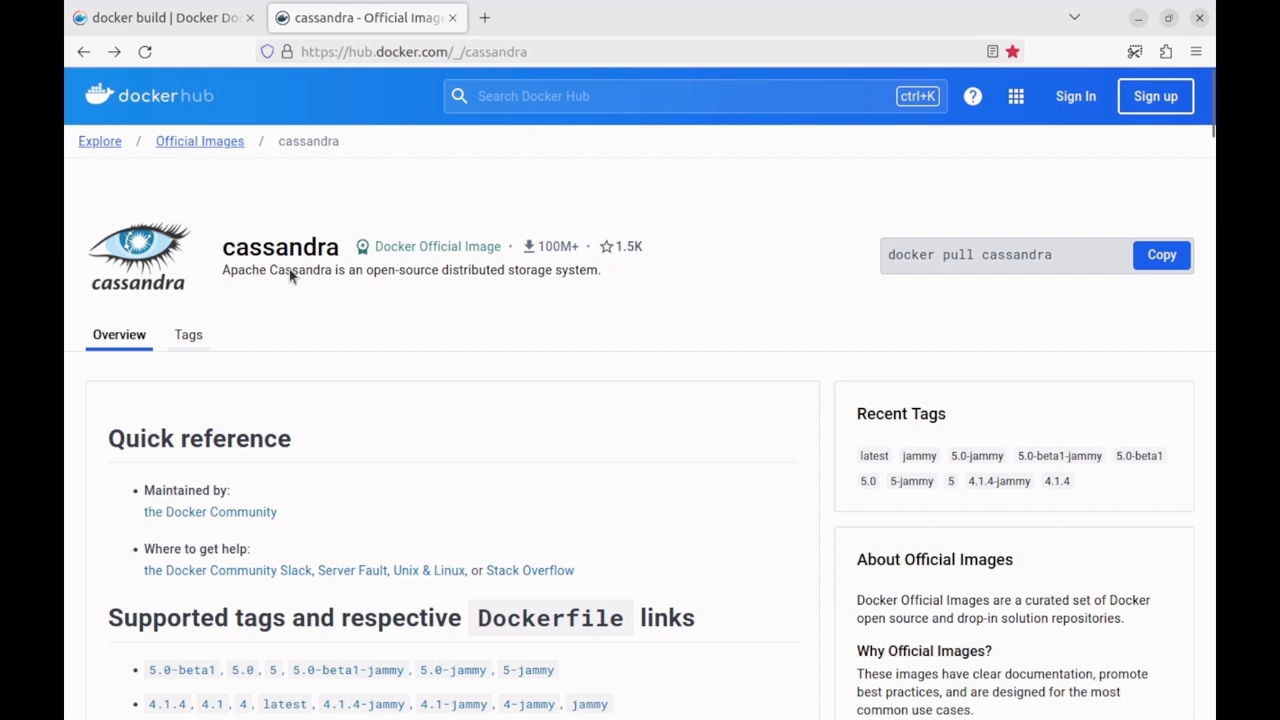 docker build | Docker Do
cassandra - Official Imag
https://hub.docker.com/_/cassandra
dockerhub
Search Docker Hub
ctrl+K
?
Sign In
Sign up
Explore / Official Images / cassandra
cassandra
cassandra
Docker Official Image · 100M+ · 1.5K
Apache Cassandra is an open-source distributed storage system.
docker pull cassandra
Copy
Overview
Tags
Quick reference
• Maintained by:
the Docker Community
• Where to get help:
the Docker Community Slack, Server Fault, Unix & Linux, or Stack Overflow
Supported tags and respective Dockerfile links
• 5.0-beta1, 5.0, 5, 5.0-beta1-jammy, 5.0-jammy, 5-jammy
• 4.1.4, 4.1, 4, latest, 4.1.4-jammy, 4.1-jammy, 4-jammy, jammy
Recent Tags
latest jammy 5.0-jammy 5.0-beta1-jammy 5.0-beta1
5.0 5-jammy 5 4.1.4-jammy 4.1.4
About Official Images
Docker Official Images are a curated set of Docker
open source and drop-in solution repositories.
Why Official Images?
These images have clear documentation, promote
best practices, and are designed for the most
common use cases.